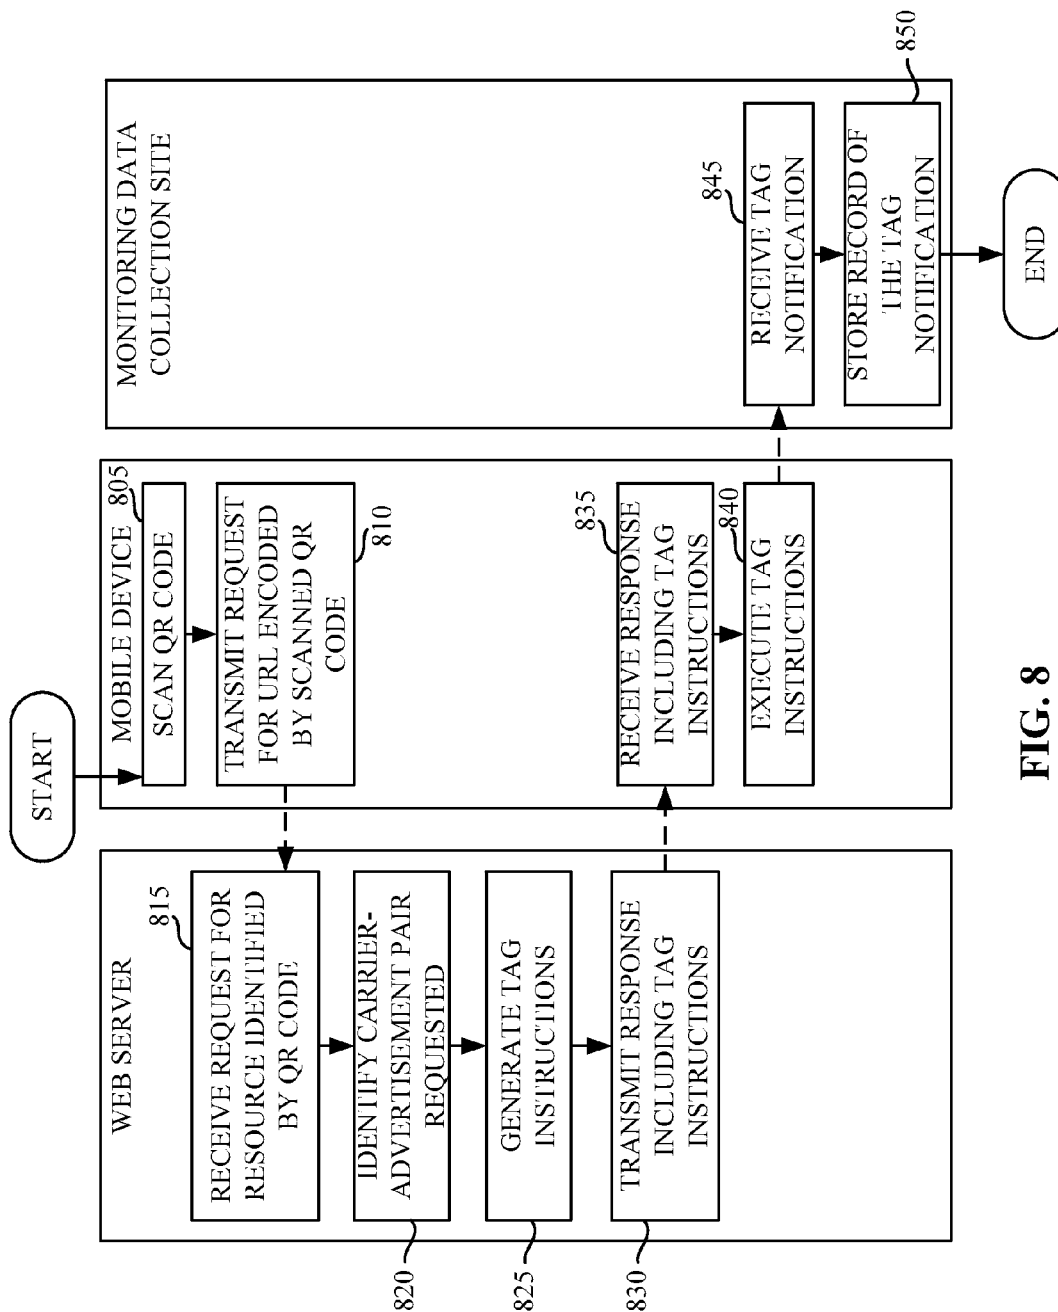 START
WEB SERVER
815
RECEIVE REQUEST FOR
RESOURCE IDENTIFIED
BY QR CODE
820
IDENTIFY CARRIER-
ADVERTISEMENT PAIR
REQUESTED
825
GENERATE TAG
INSTRUCTIONS
830
TRANSMIT RESPONSE
INCLUDING TAG
INSTRUCTIONS
MOBILE DEVICE
805
SCAN QR CODE
TRANSMIT REQUEST
FOR URL ENCODED
BY SCANNED QR
CODE
810
835
RECEIVE RESPONSE
INCLUDING TAG
INSTRUCTIONS
840
EXECUTE TAG
INSTRUCTIONS
MONITORING DATA
COLLECTION SITE
845
RECEIVE TAG
NOTIFICATION
850
STORE RECORD OF
THE TAG
NOTIFICATION
END
FIG. 8